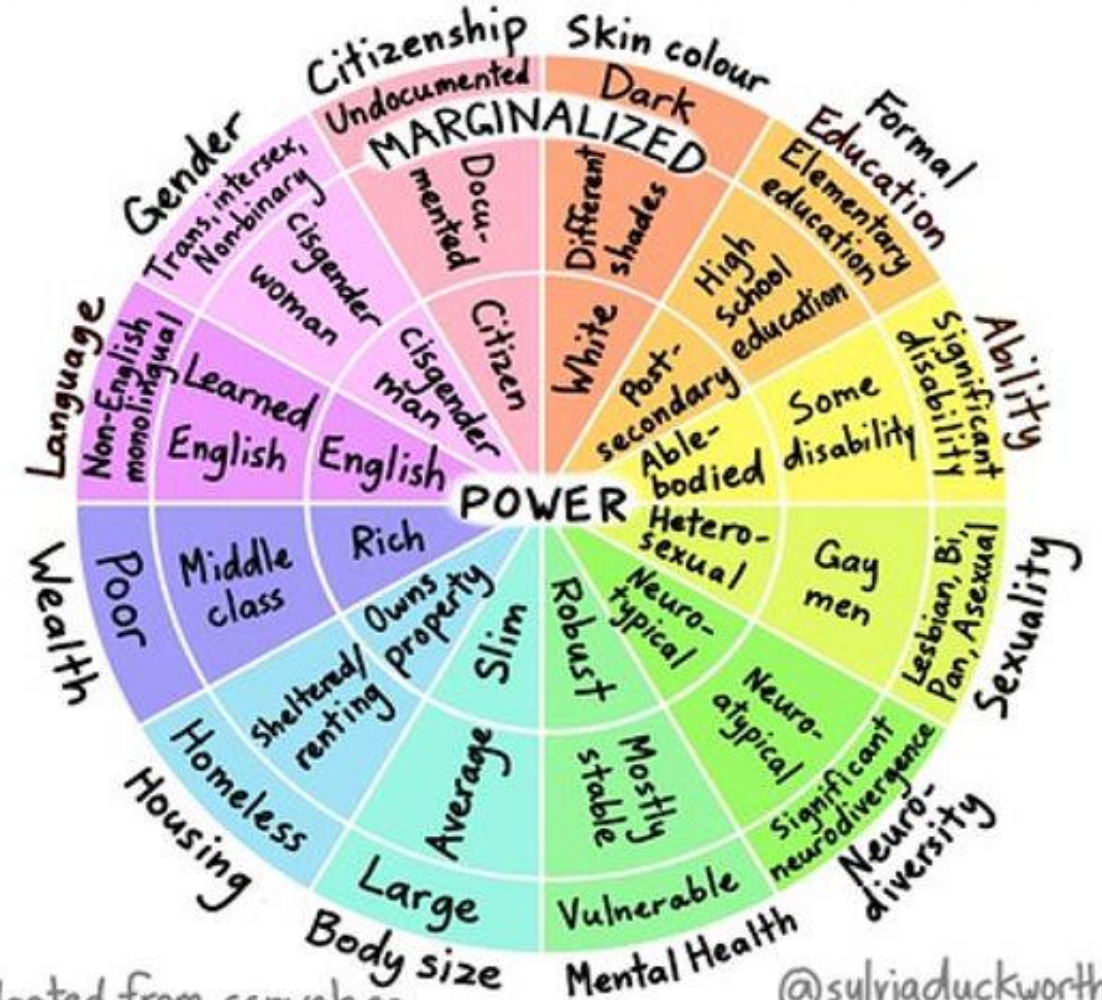 Citizenship
Undocumented
Docu-
mented
Citizen
Skin colour
Dark
Different
shades
White
MARGINALIZED
Formal
Education
Elementary
education
High
school
education
Post-
secondary
Ability
Significant
disability
Some
disability
Able-
bodied
Sexuality
Lesbian, Bi,
Pan, Asexual
Gay
men
Hetero-
sexual
Neuro-
diversity
Significant
neurodivergence
Neuro-
atypical
Neuro-
typical
Mental Health
Vulnerable
Mostly
stable
Robust
Body size
Large
Average
Slim
Housing
Homeless
Sheltered/
renting
Owns
property
Wealth
Poor
Middle
class
Rich
Language
Non-English
monolingual
Learned
English
English
Gender
Trans, intersex,
Non-binary
cisgender
woman
cisgender
man
POWER
from
@sylviaduckworth